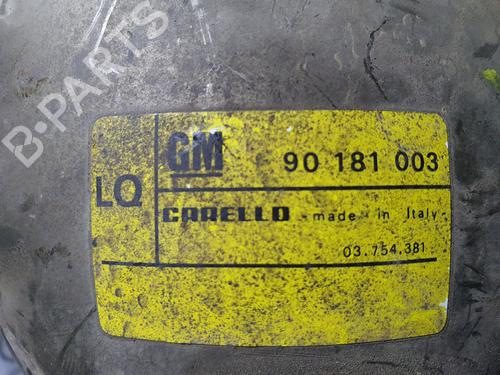 B-PARTS
GM 90 181 003
LQ
CARELLO - made - in Italy-
03.754.381